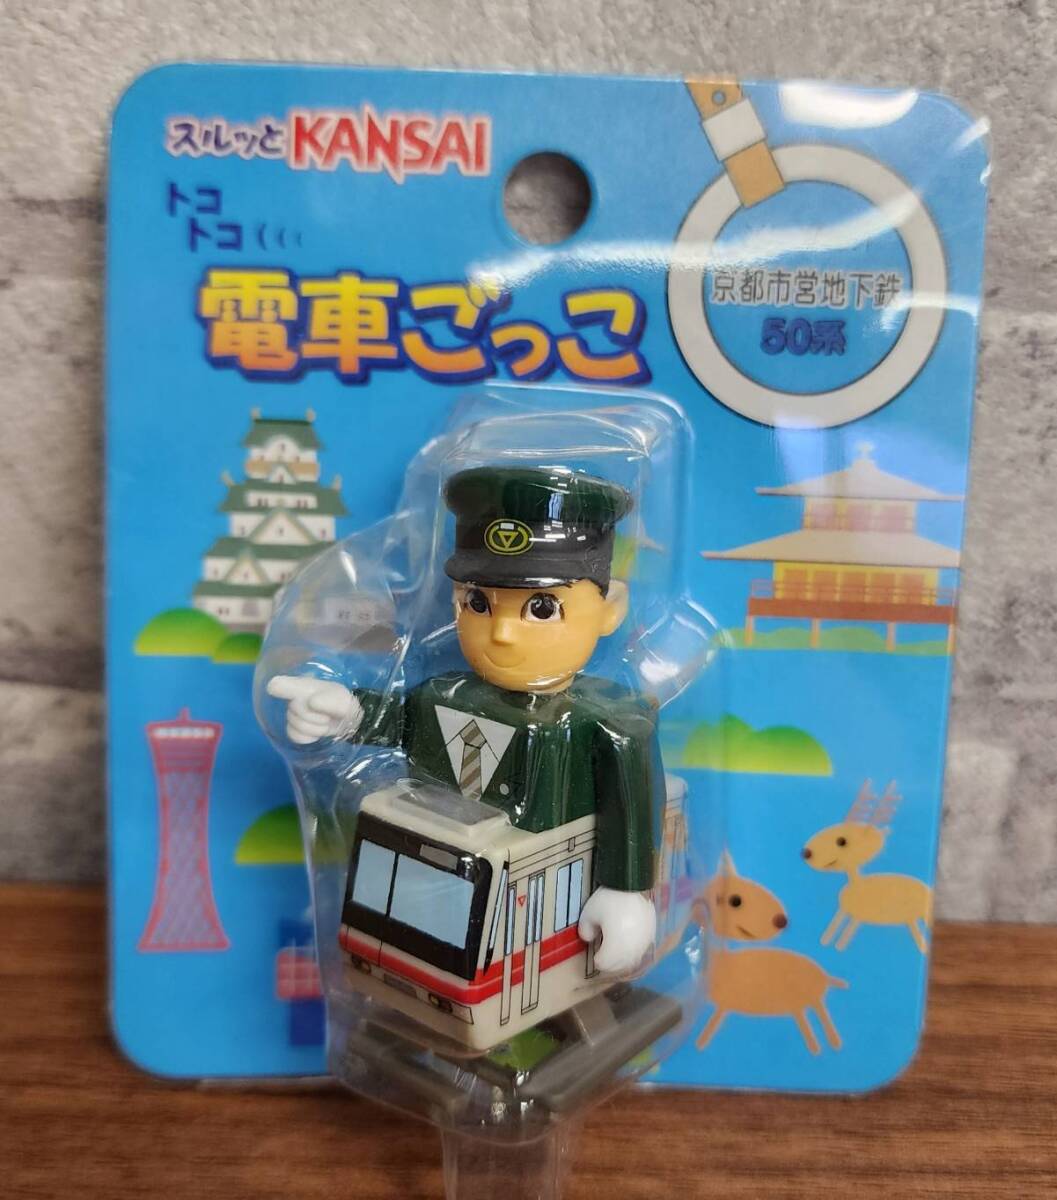 スルッとKANSAI
トコ
トコ
電車ごっこ
京都市営地下鉄
50系